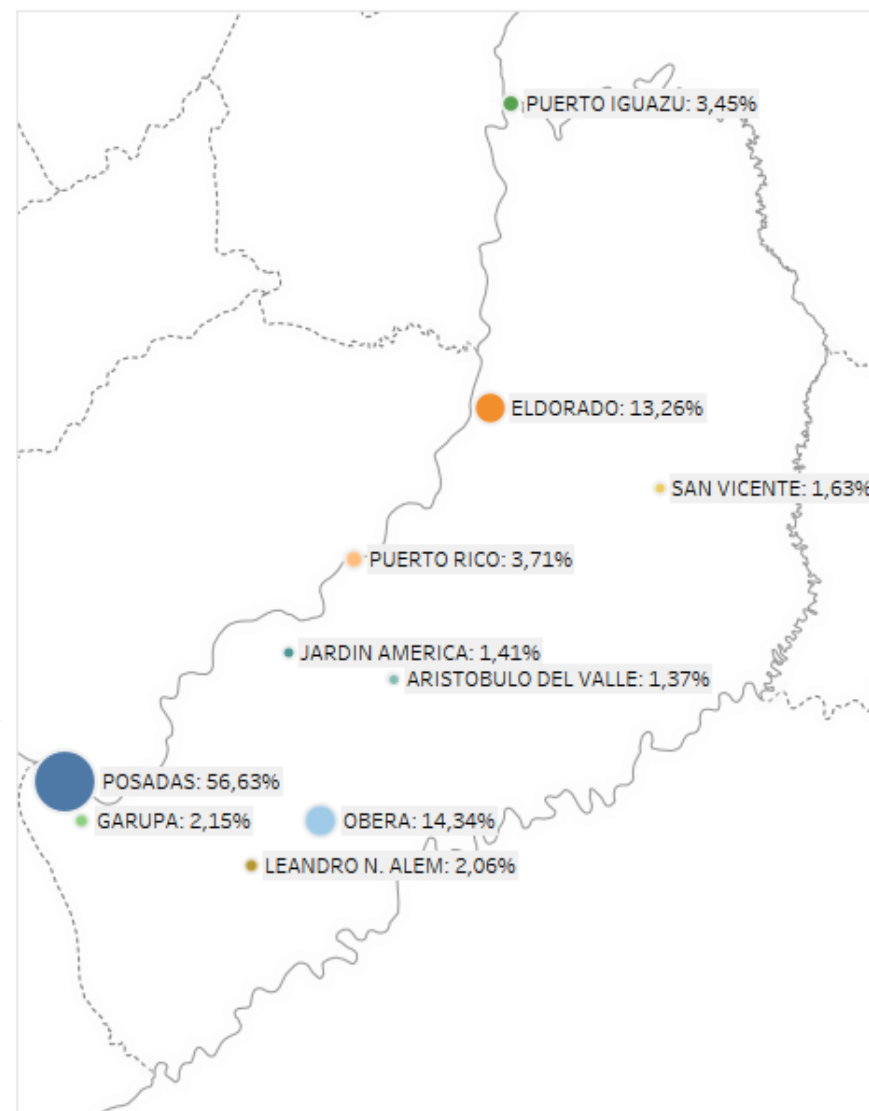 PUERTO IGUAZU: 3,45%
ELDORADO: 13,26%
SAN VICENTE: 1,63%
PUERTO RICO: 3,71%
JARDIN AMERICA: 1,41%
ARISTOBULO DEL VALLE: 1,37%
POSADAS: 56,63%
GARUPA: 2,15%
OBERA: 14,34%
LEANDRO N. ALEM: 2,06%